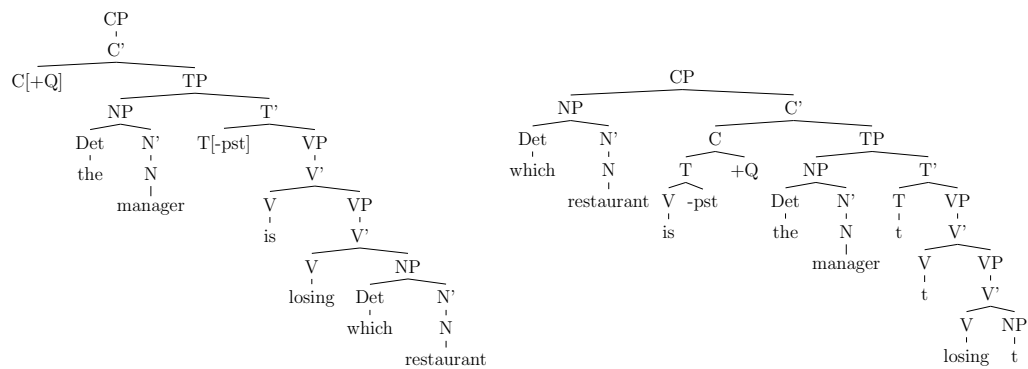 CP
C’
C[+Q] TP
NP T’
Det N’ T[-pst] VP
the N V’
manager V VP
is V’
V NP
losing Det N’
which N
restaurant
CP
NP C’
Det N’ C TP
which N T +Q NP T’
restaurant V -pst Det N’ T VP
is the N t V’
manager V VP
t V’
V NP
losing t